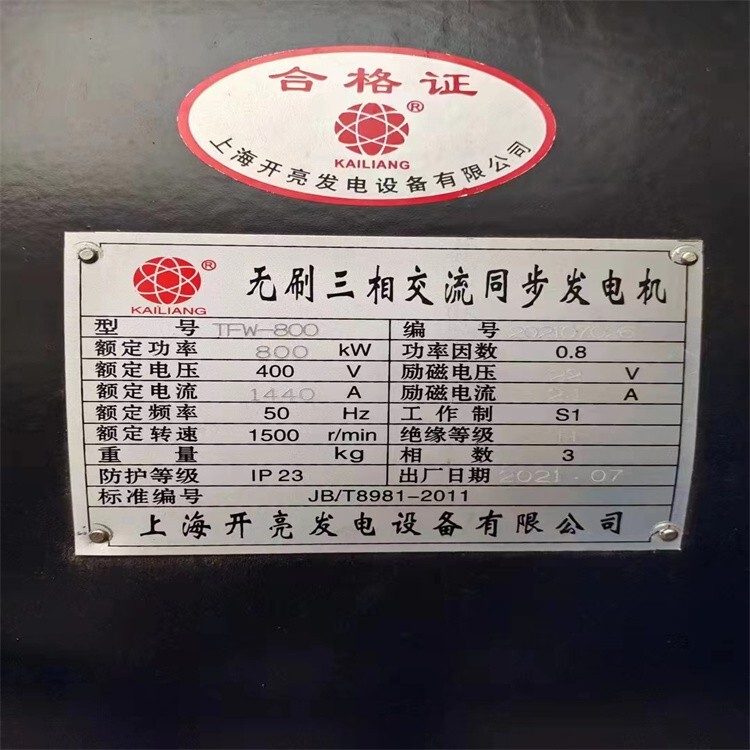 合格证
®
KAILIANG
上海开亮发电设备有限公司
® 无刷三相交流同步发电机
KAILIANG
型 号 TFW-800 编 号
额定功率 800 kW 功率因数 0.8
额定电压 400 V 励磁电压 22 V
额定电流 1440 A 励磁电流 A
额定频率 50 Hz 工作制 S1
额定转速 1500 r/min 绝缘等级 H
重 量 kg 相 数 3
防护等级 IP 23 出厂日期 2021·07
标准编号 JB/T8981-2011
上海开亮发电设备有限公司